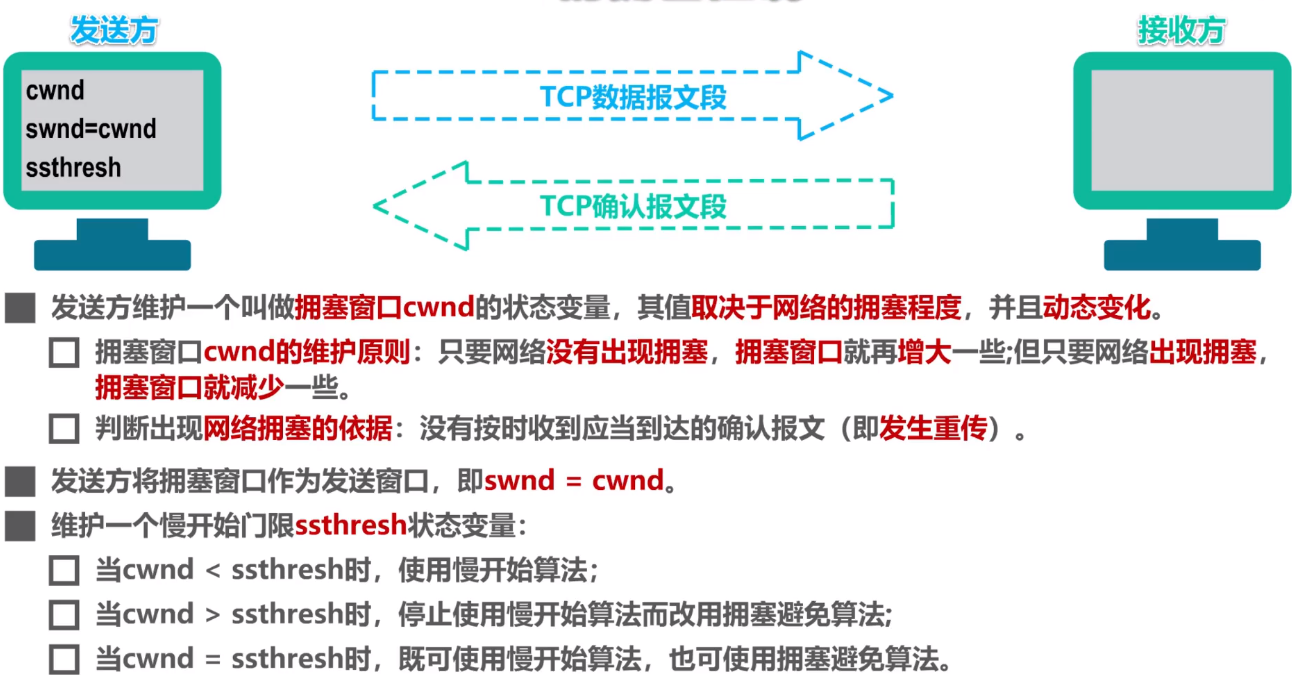 发送方
接收方
cwnd
swnd=cwnd
ssthresh
TCP数据报文段
TCP确认报文段
发送方维护一个叫做拥塞窗口cwnd的状态变量，其值取决于网络的拥塞程度，并且动态变化。
拥塞窗口cwnd的维护原则：只要网络没有出现拥塞，拥塞窗口就再增大一些;但只要网络出现拥塞，
拥塞窗口就减少一些。
判断出现网络拥塞的依据：没有按时收到应当到达的确认报文（即发生重传）。
发送方将拥塞窗口作为发送窗口，即swnd = cwnd。
维护一个慢开始门限ssthresh状态变量：
当cwnd < ssthresh时，使用慢开始算法；
当cwnd > ssthresh时，停止使用慢开始算法而改用拥塞避免算法;
当cwnd = ssthresh时，既可使用慢开始算法，也可使用拥塞避免算法。